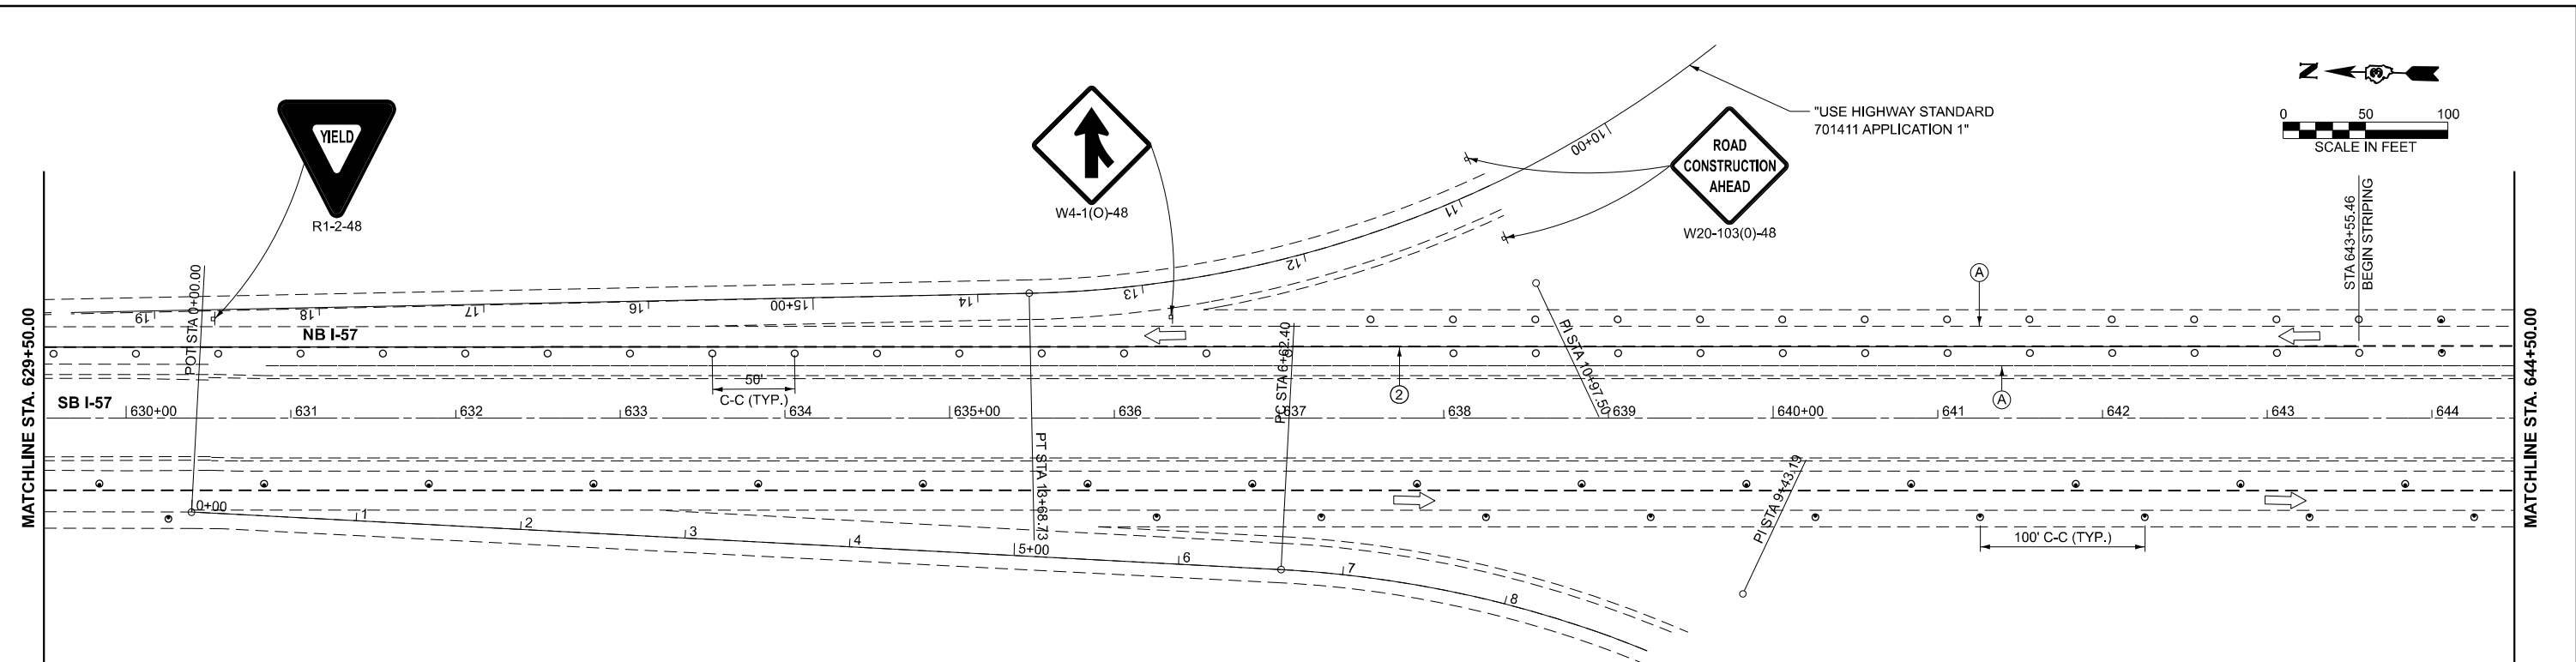 YIELD
R1-2-48
W4-1(O)-48
ROAD
CONSTRUCTION
AHEAD
W20-103(0)-48
"USE HIGHWAY STANDARD
701411 APPLICATION 1"
N
3
0 50 100
SCALE IN FEET
STA 643+55.46
BEGIN STRIPING
MATCHLINE STA. 629+50.00
MATCHLINE STA. 644+50.00
POT STA 0+00.00
19 18 17 16 15+00 14 13 12 11 10+00
NB I-57
A
PT STA 13+68.73
PC STA 6+62.40
PI STA 10+97.50
50'
C-C (TYP.)
2
A
SB I-57
630+00 631 632 633 634 635+00 636 637 638 639 640+00 641 642 643 644
PI STA 9+43.19
0+00 1 2 3 4 5+00 6 7 8
100' C-C (TYP.)